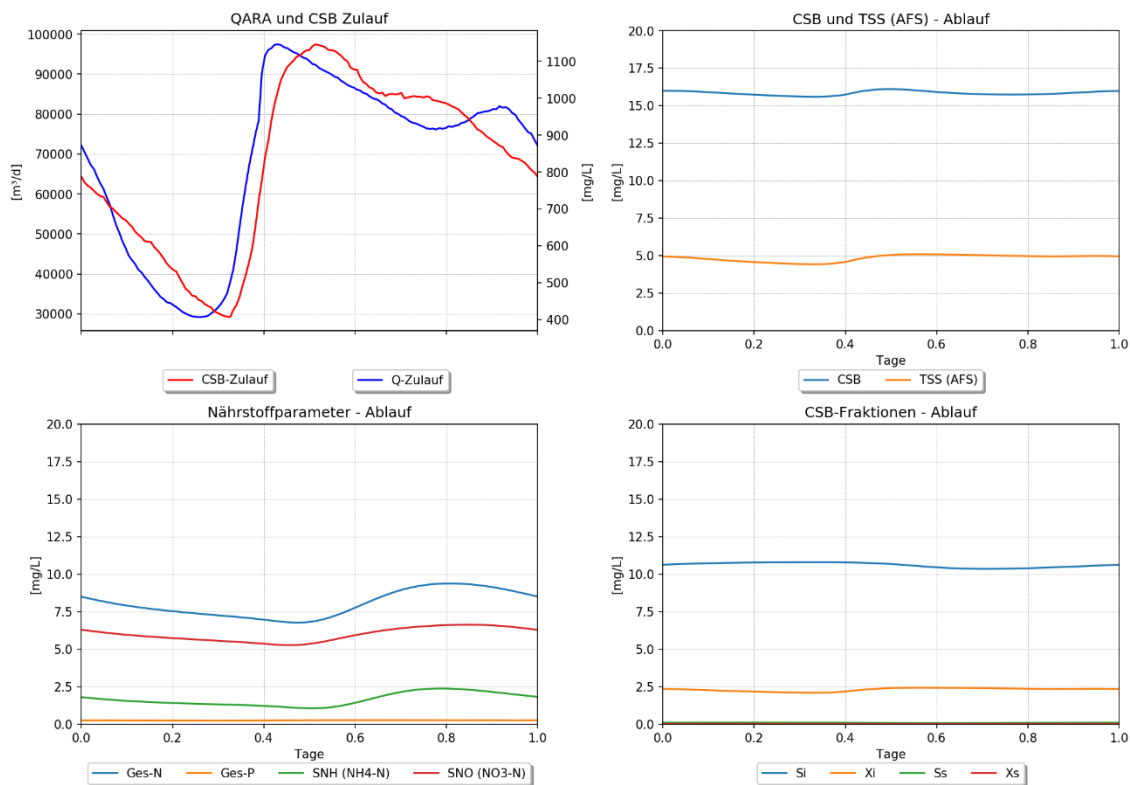 QARA und CSB Zulauf
100000
90000
80000
70000
60000
50000
40000
30000
[m³/d]
1100
1000
900
800
700
600
500
400
[mg/L]
CSB-Zulauf
Q-Zulauf
CSB und TSS (AFS) - Ablauf
20.0
17.5
15.0
12.5
10.0
7.5
5.0
2.5
0.0
[mg/L]
0.0 0.2 0.4 0.6 0.8 1.0
Tage
CSB TSS (AFS)
Nährstoffparameter - Ablauf
20.0
17.5
15.0
12.5
10.0
7.5
5.0
2.5
0.0
[mg/L]
0.0 0.2 0.4 0.6 0.8 1.0
Tage
Ges-N Ges-P SNH (NH4-N) SNO (NO3-N)
CSB-Fraktionen - Ablauf
20.0
17.5
15.0
12.5
10.0
7.5
5.0
2.5
0.0
[mg/L]
0.0 0.2 0.4 0.6 0.8 1.0
Tage
Si Xi Ss Xs